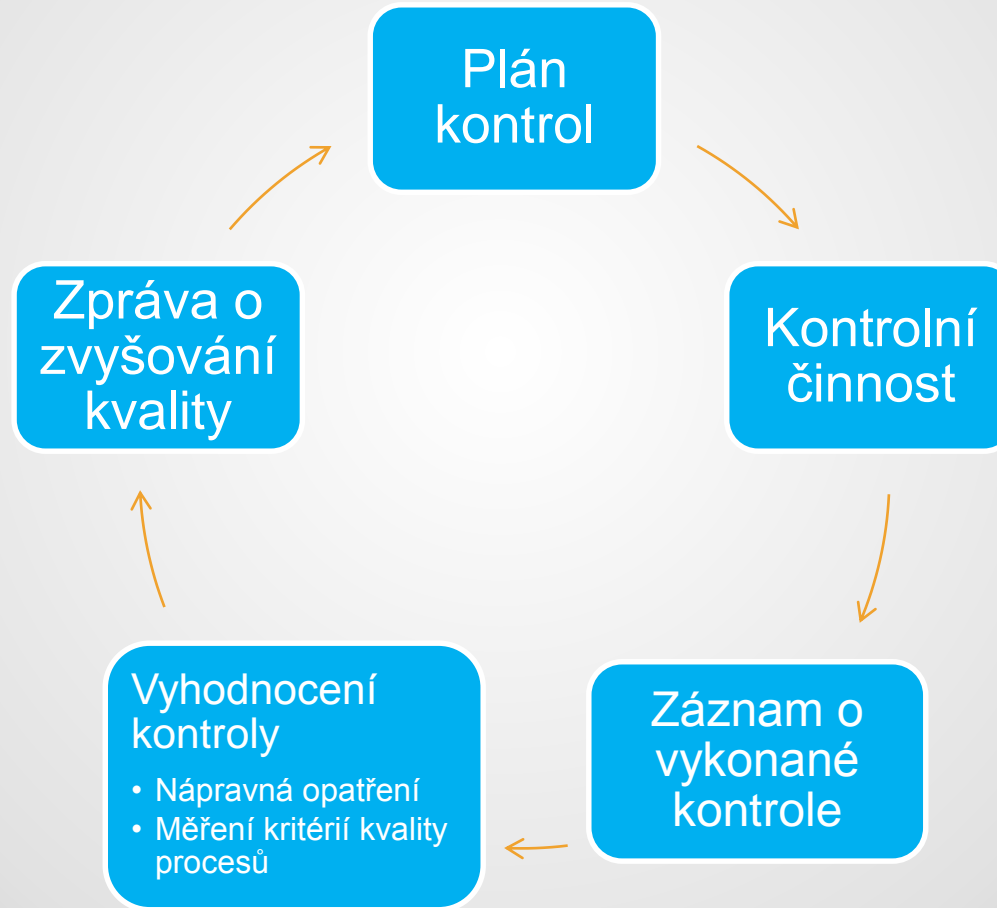 Plán
kontrol
Kontrolní
činnost
Záznam o
vykonané
kontrole
Vyhodnocení
kontroly
• Nápravná opatření
• Měření kritérií kvality
procesů
Zpráva o
zvyšování
kvality